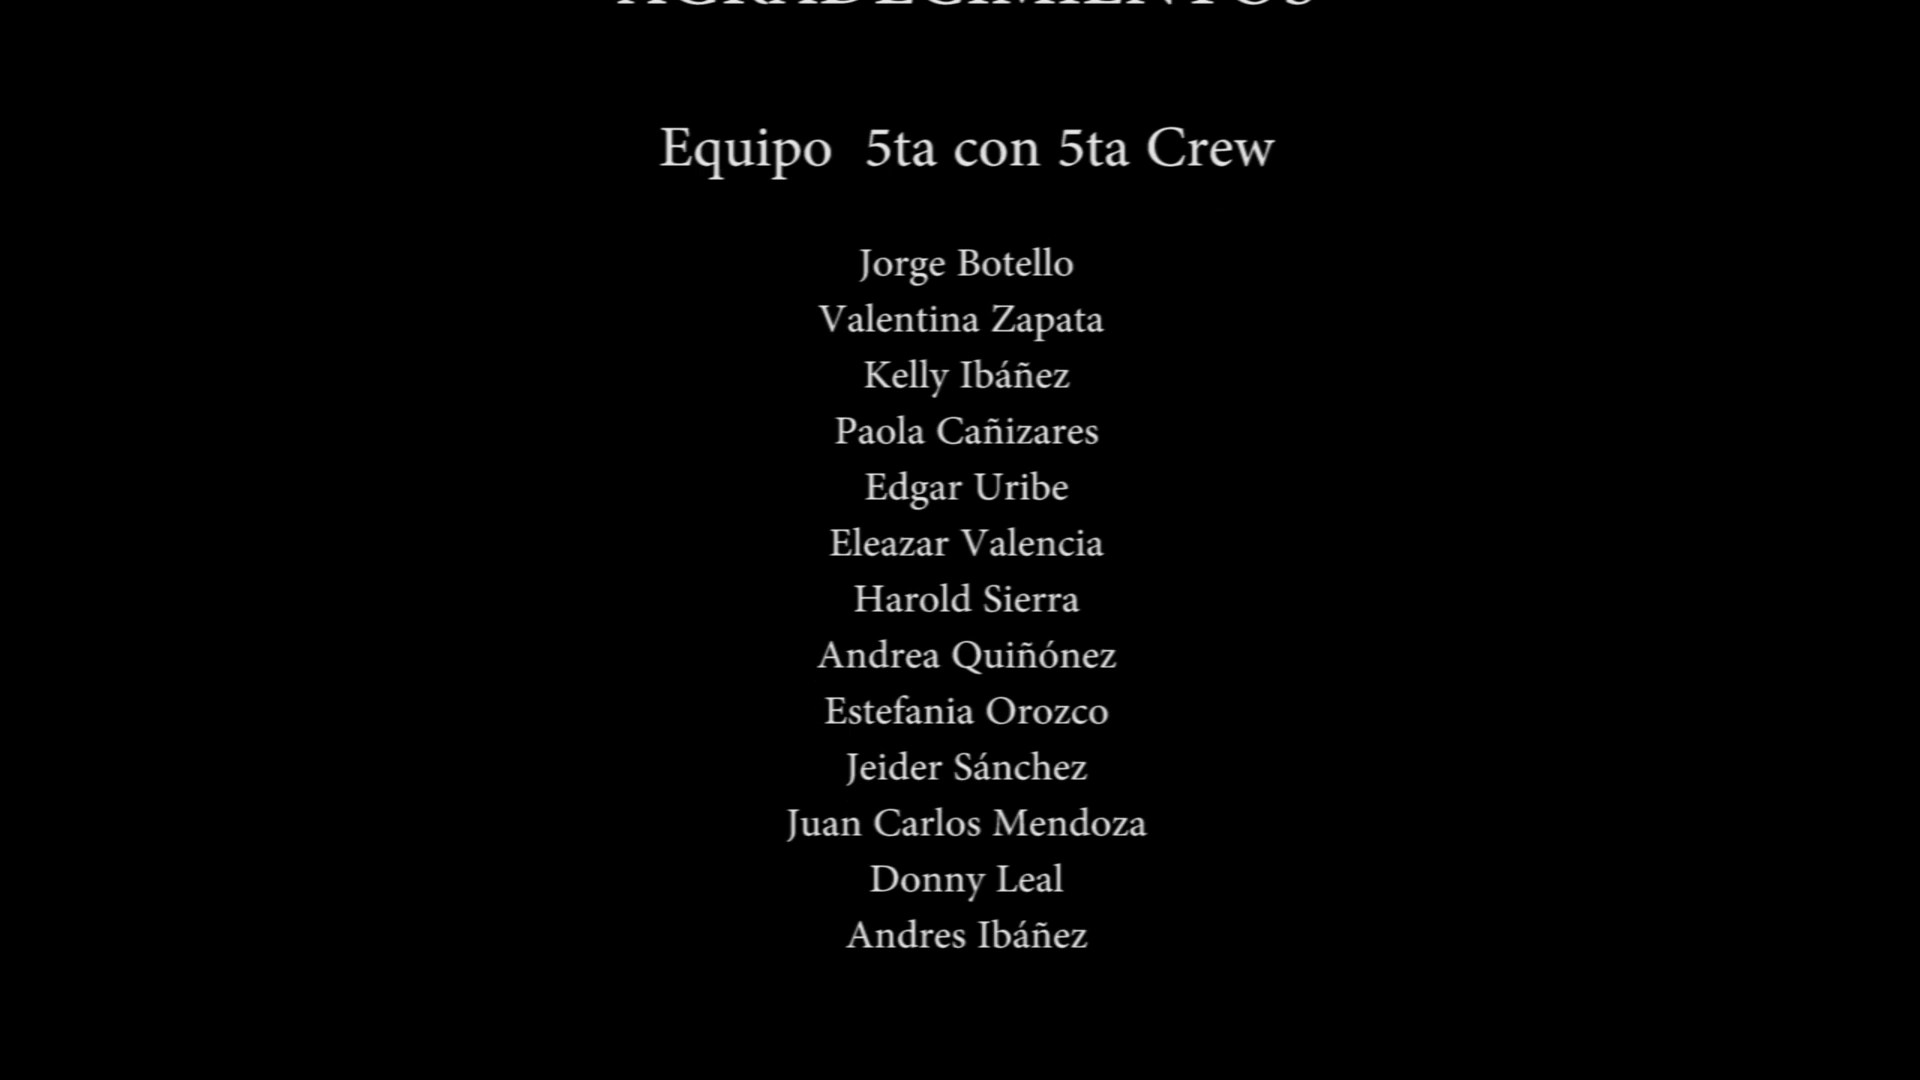 AGRADECIMIENTOS
Equipo  5ta con 5ta Crew
Jorge Botello
Valentina Zapata
Kelly Ibáñez
Paola Cañizares
Edgar Uribe
Eleazar Valencia
Harold Sierra
Andrea Quiñónez
Estefania Orozco
Jeider Sánchez
Juan Carlos Mendoza
Donny Leal
Andres Ibáñez